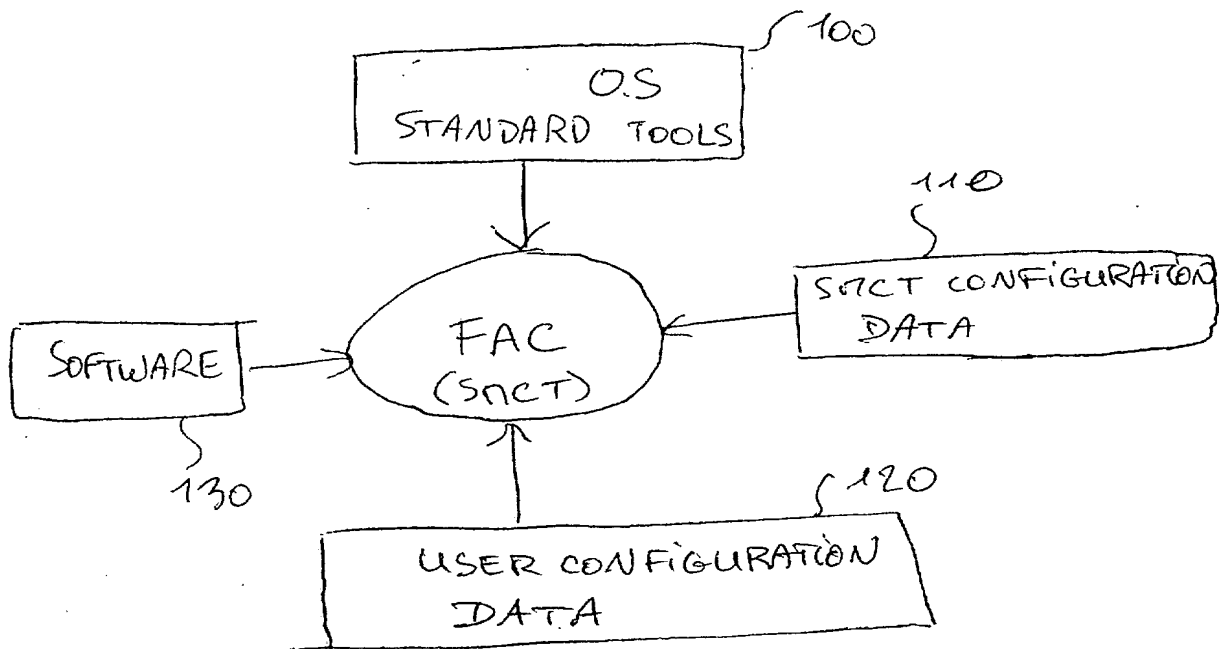 100
O.S
STANDARD TOOLS
110
SMCT CONFIGURATION
DATA
FAC
(SMCT)
SOFTWARE
130
120
USER CONFIGURATION
DATA